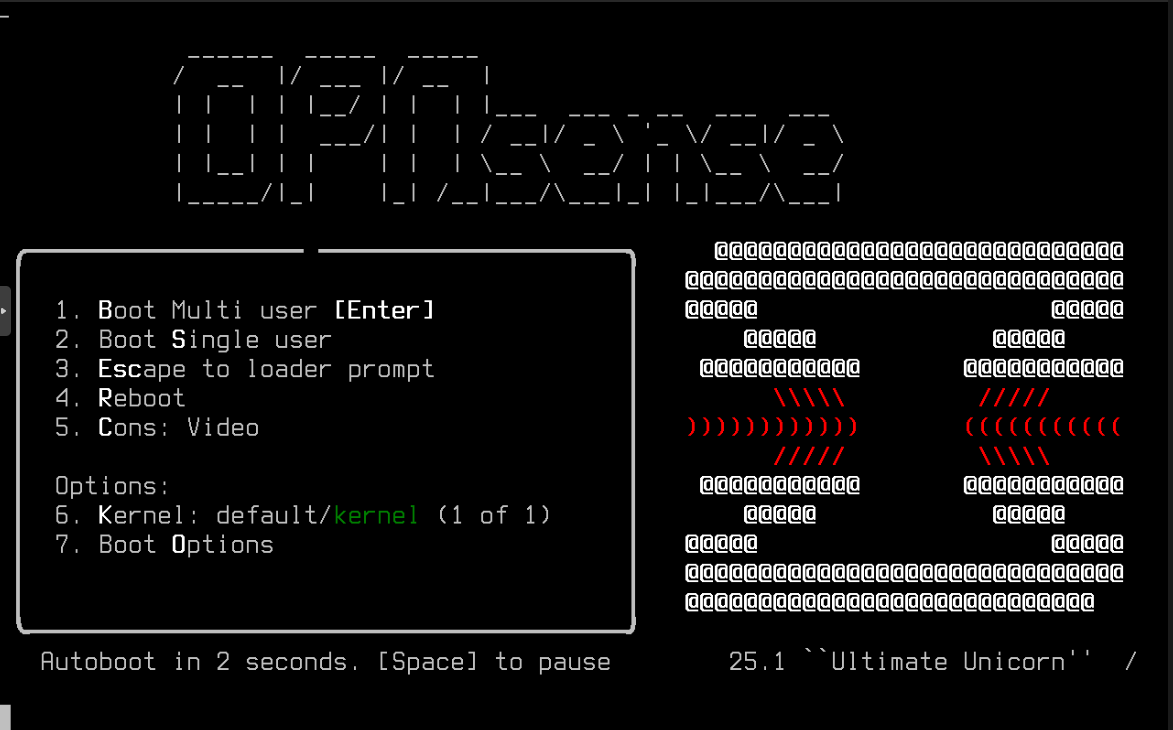 OPNsense
1. Boot Multi user [Enter]
2. Boot Single user
3. Escape to loader prompt
4. Reboot
5. Cons: Video
Options:
6. Kernel: default/kernel (1 of 1)
7. Boot Options
Autoboot in 2 seconds. [Space] to pause
25.1 ``Ultimate Unicorn'' /